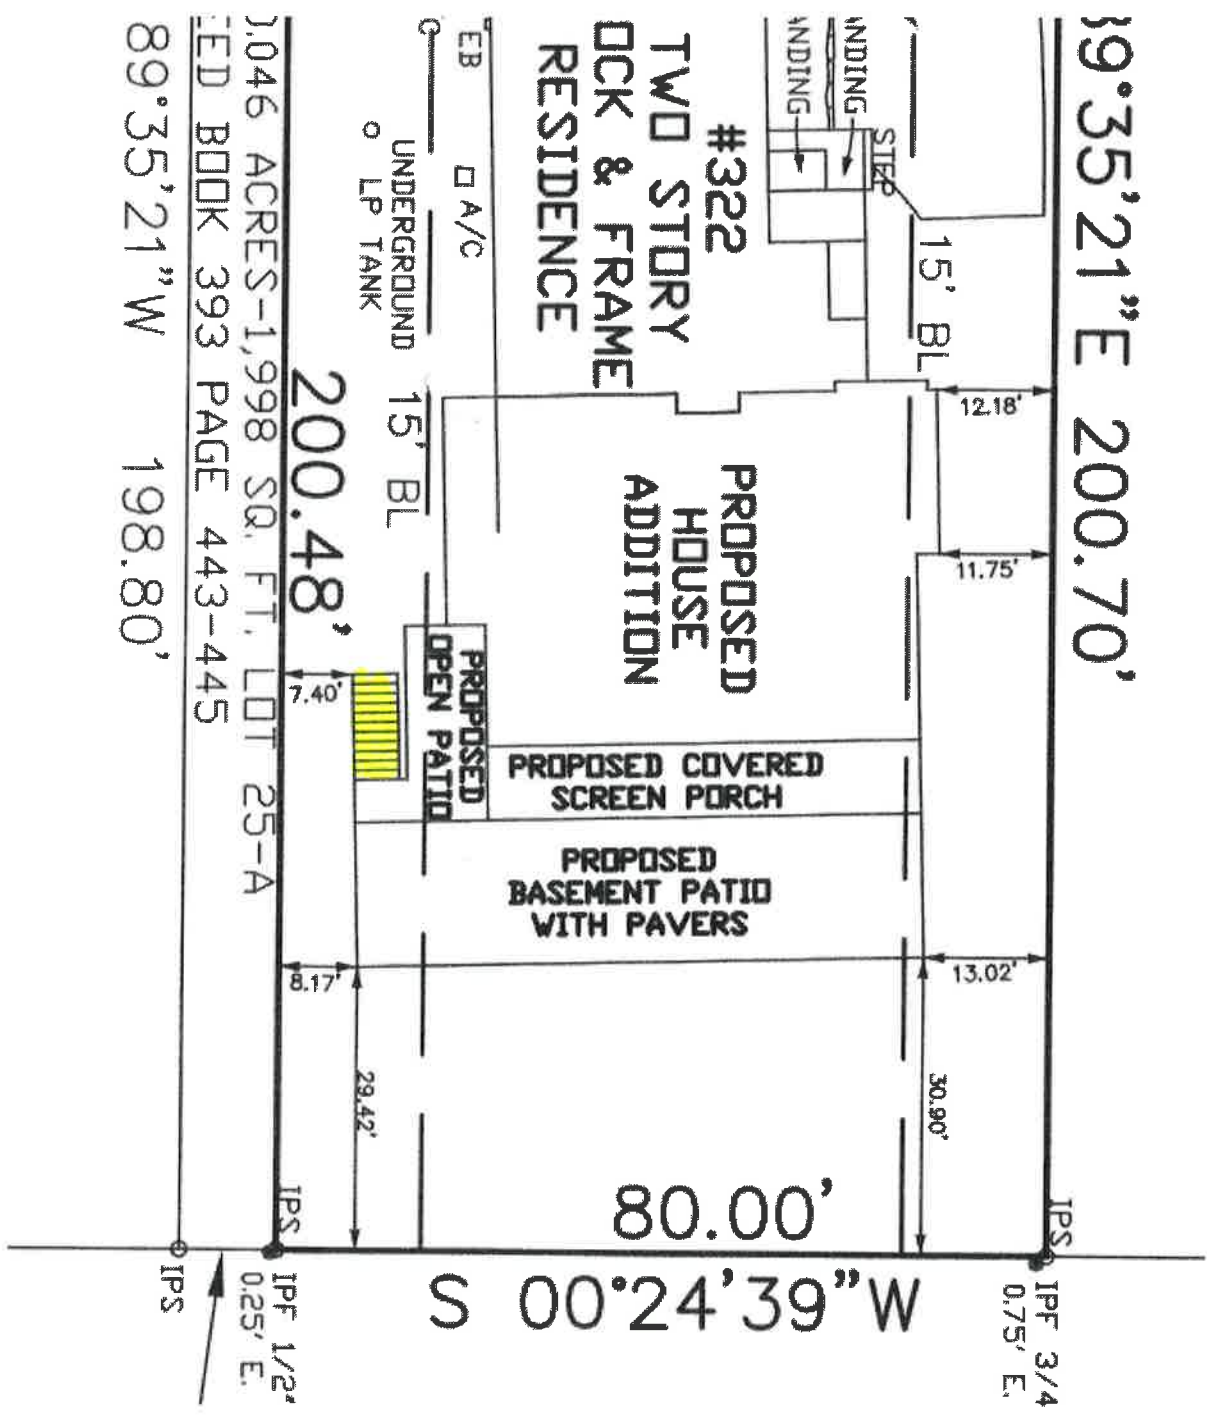 39°35'21"E 200.70'
NDING
NDING
STEP
15' BL
12.18'
11.75'
#322
TWO STORY
OCK & FRAME
RESIDENCE
EB
A/C
UNDERGROUND
LP TANK
15' BL
PROPOSED
HOUSE
ADDITION
200.48'
.046 ACRES-1,998 SQ. FT. LOT 25-A
EED BOOK 393 PAGE 443-445
89°35'21"W 198.80'
7.40'
PROPOSED
OPEN PATIO
PROPOSED COVERED
SCREEN PORCH
PROPOSED
BASEMENT PATIO
WITH PAVERS
8.17'
13.02'
29.42'
30.90'
80.00'
IPS
IPS
S 00°24'39"W
IPS
IPF 1/2"
0.25' E.
IPF 3/4
0.75' E.